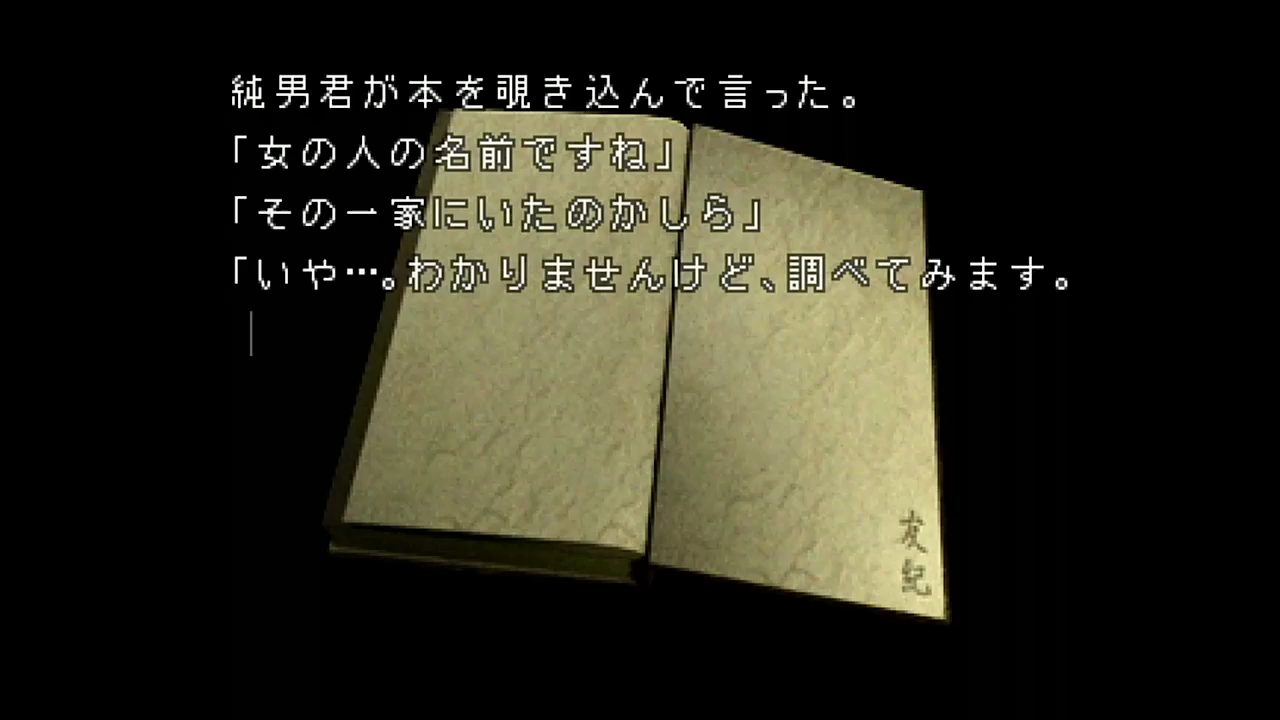 純男君が本を覗き込んで言った。
「女の人の名前ですね」
「その一家にいたのかしら」
「いや…。わかりませんけど、調べてみます。
友記